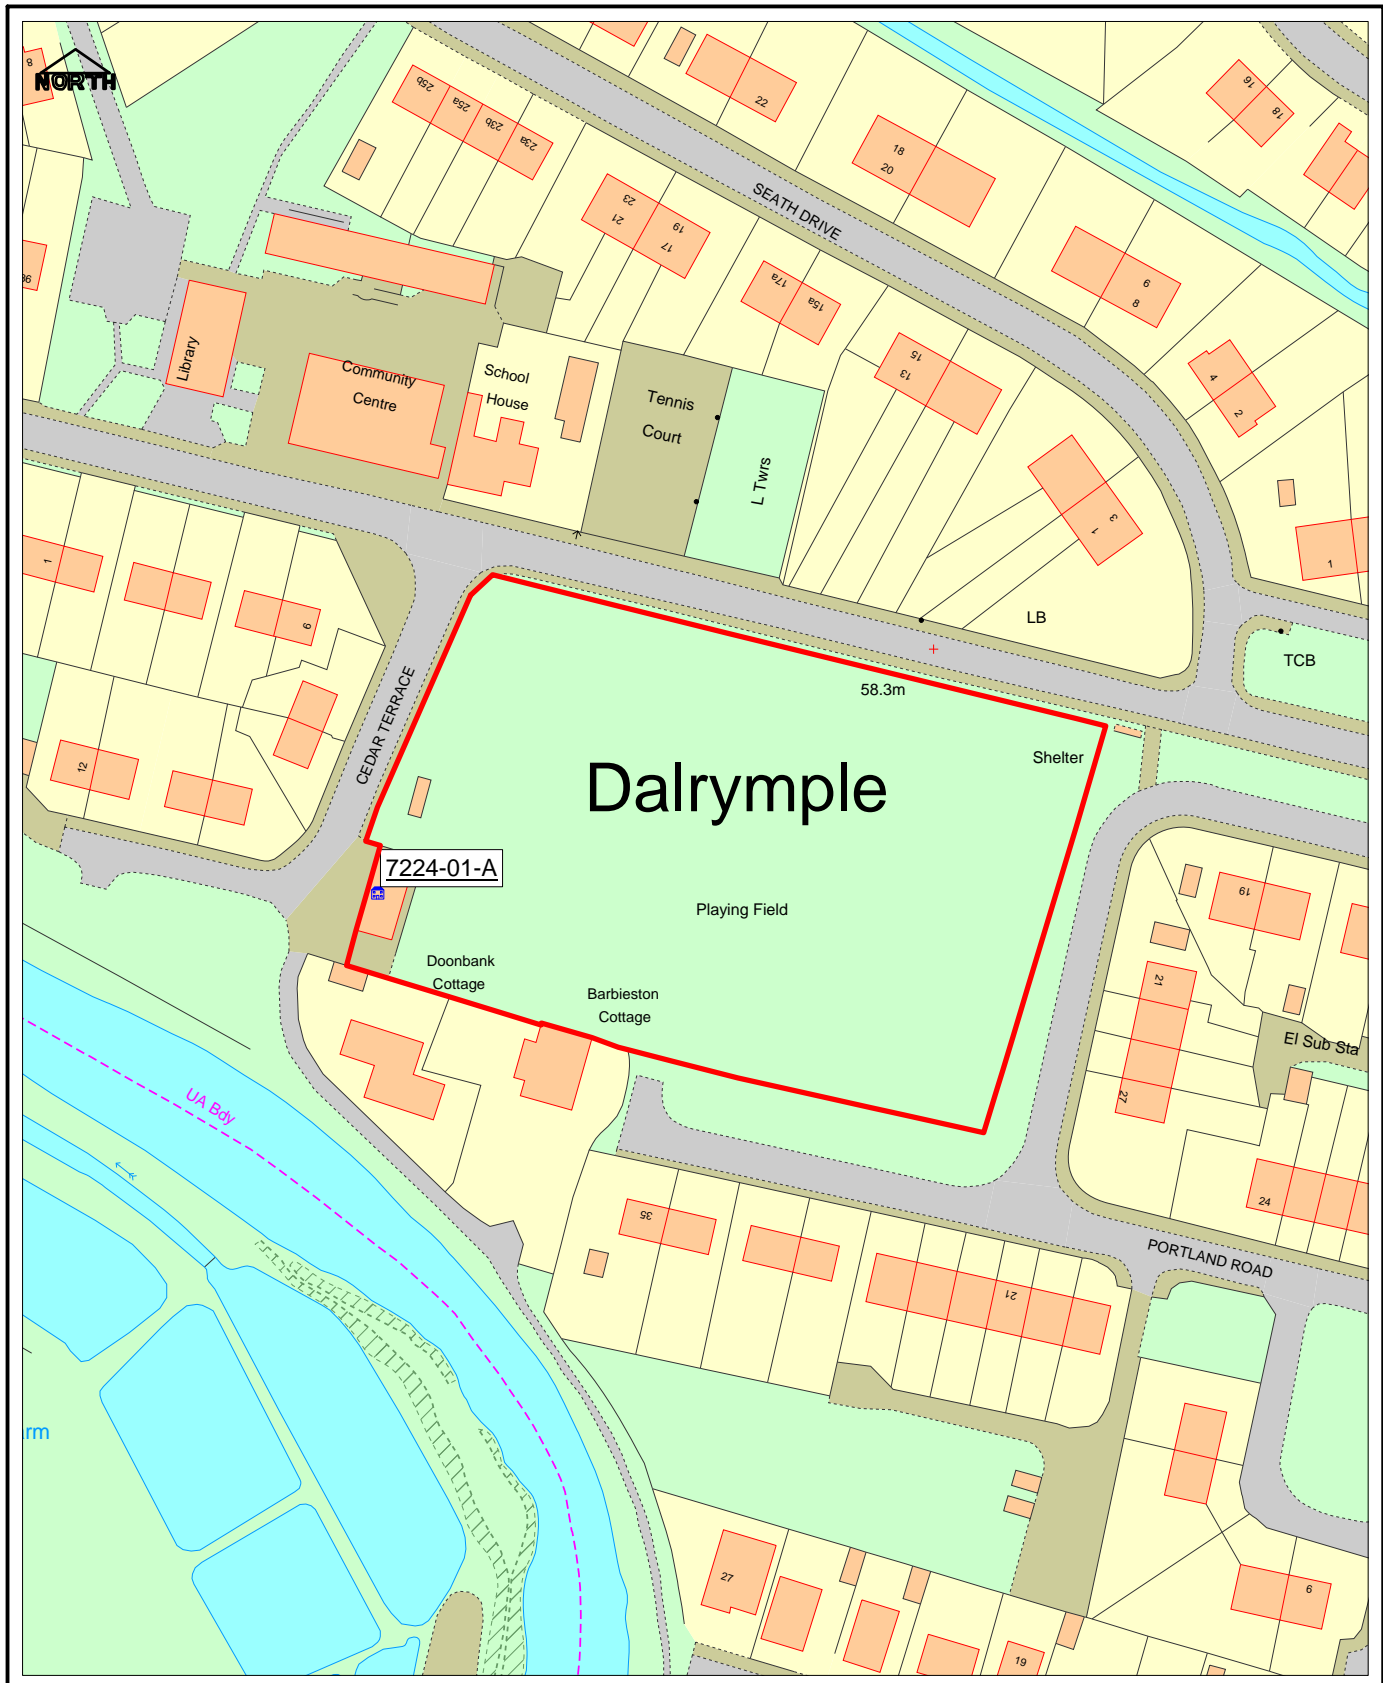 NORTH
8
25b
25a
23b
23a
22
16
18
18
20
23
21
19
17
SEATH DRIVE
17a
15a
6
8
36
Library
Community
Centre
School
House
Tennis
Court
L Twrs
15
13
4
2
3
1
1
1
6
LB
TCB
58.3m
CEDAR TERRACE
Shelter
12
Dalrymple
7224-01-A
Playing Field
19
Doonbank
Cottage
Barbieston
Cottage
21
El Sub Sta
27
UA Bdy
35
24
PORTLAND ROAD
21
rm
27
6
19